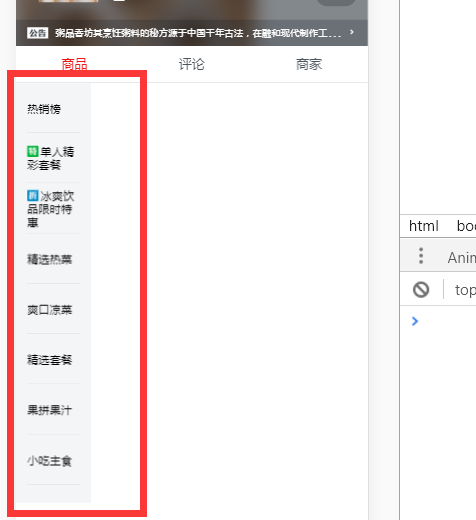 公告 粥品香坊其烹饪粥料的秘方源于中国千年古法，在融和现代制作工...
商品 评论 商家
热销榜
特 单人精
彩套餐
新 冰爽饮
品限时特
惠
精选热菜
爽口凉菜
精选套餐
果拼果汁
小吃主食
html
Anim
top